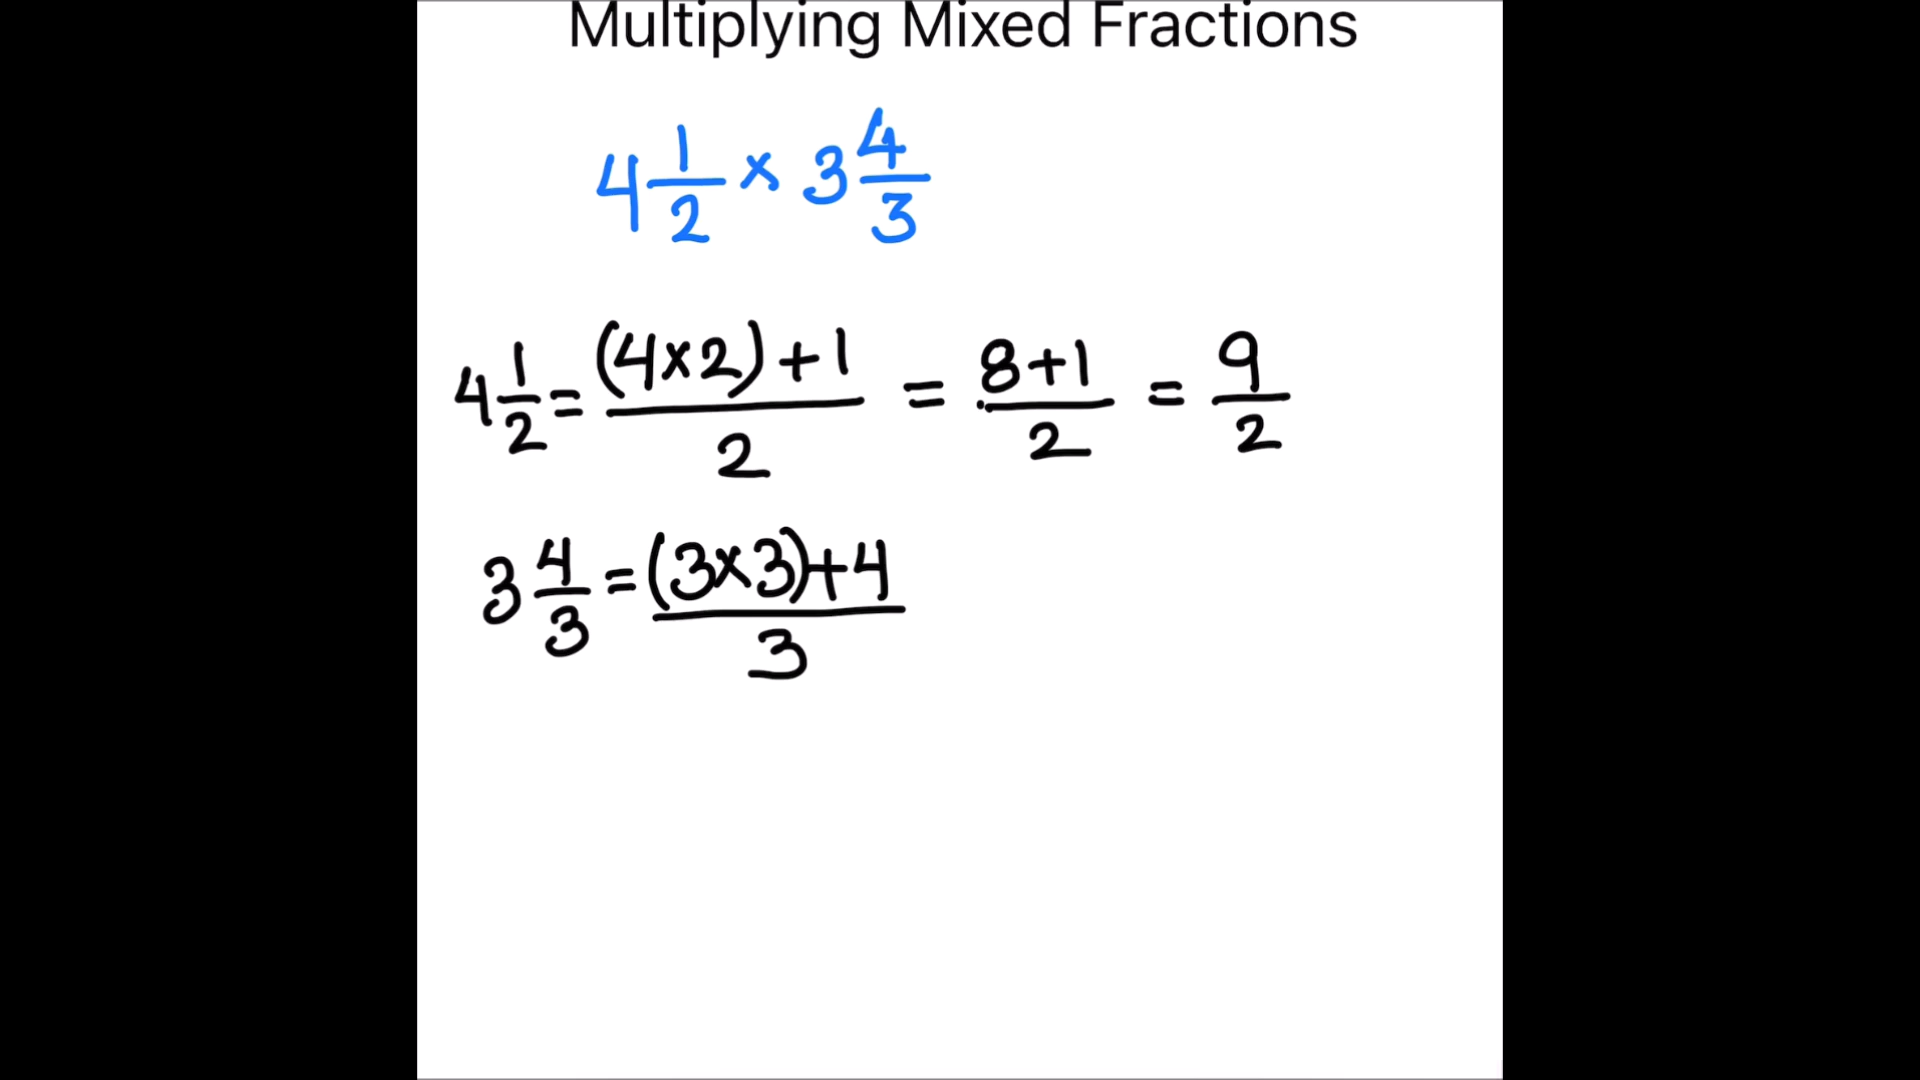 Multiplying Mixed Fractions
4 1/2 × 3 4/3
4 1/2 = (4×2)+1/2 = 8+1/2 = 9/2
3 4/3 = (3×3)+4/3